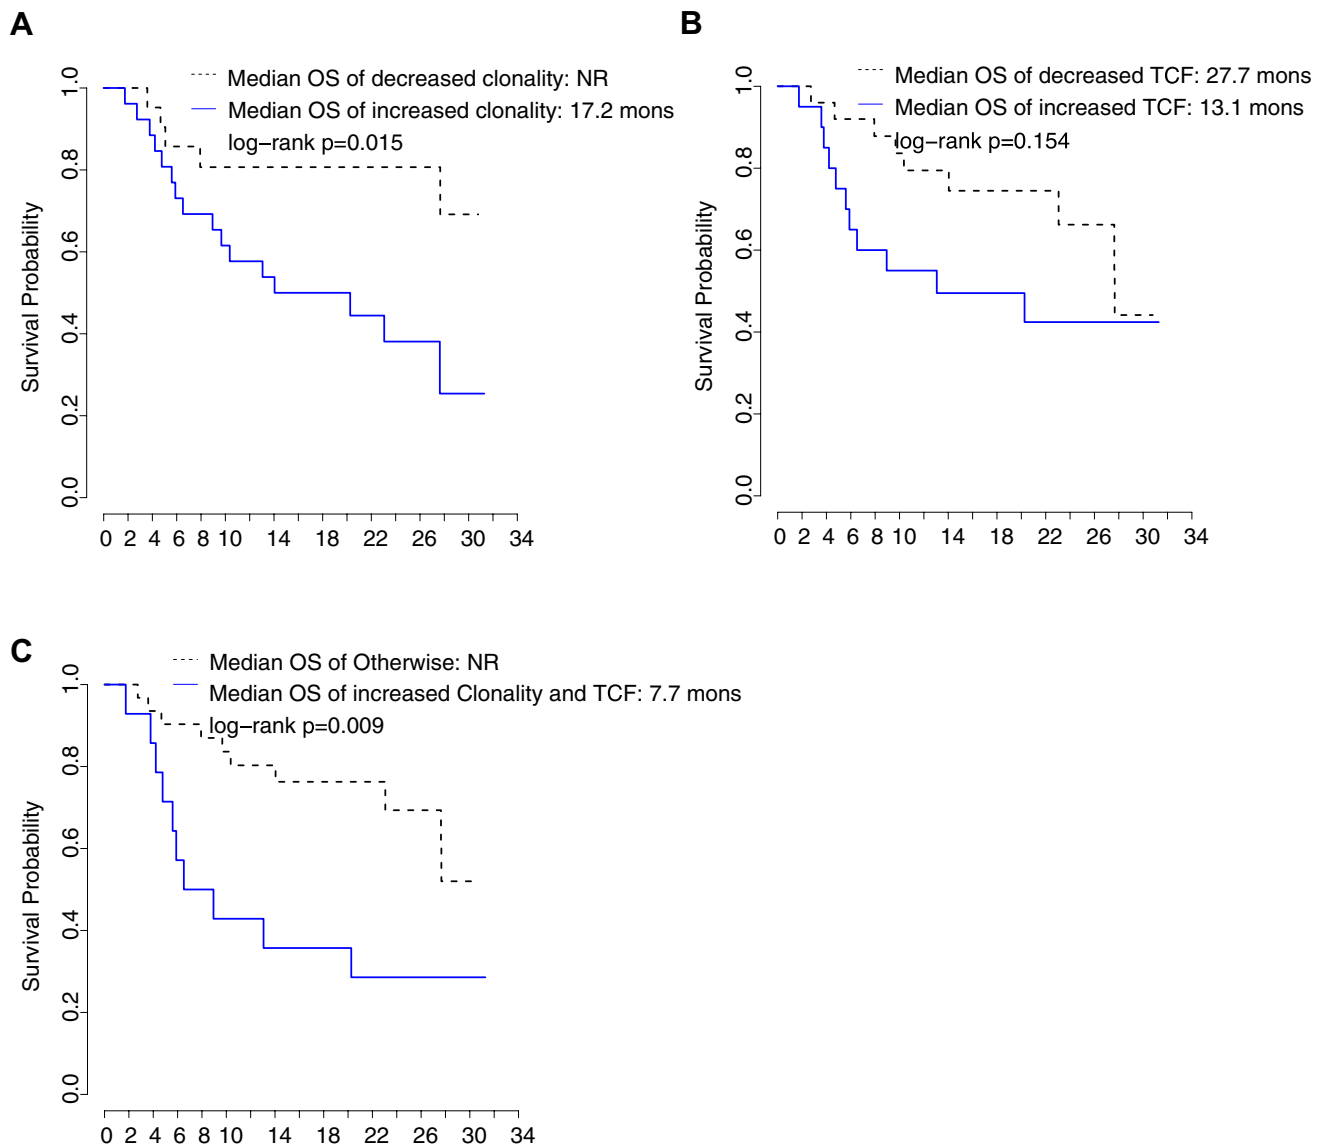 A
Median OS of decreased clonality: NR
Median OS of increased clonality: 17.2 mons
log−rank p=0.015
Survival Probability
1.0
0.8
0.6
0.4
0.2
0.0
0 2 4 6 8 10 14 18 22 26 30 34
B
Median OS of decreased TCF: 27.7 mons
Median OS of increased TCF: 13.1 mons
log−rank p=0.154
Survival Probability
1.0
0.8
0.6
0.4
0.2
0.0
0 2 4 6 8 10 14 18 22 26 30 34
C
Median OS of Otherwise: NR
Median OS of increased Clonality and TCF: 7.7 mons
log−rank p=0.009
Survival Probability
1.0
0.8
0.6
0.4
0.2
0.0
0 2 4 6 8 10 14 18 22 26 30 34